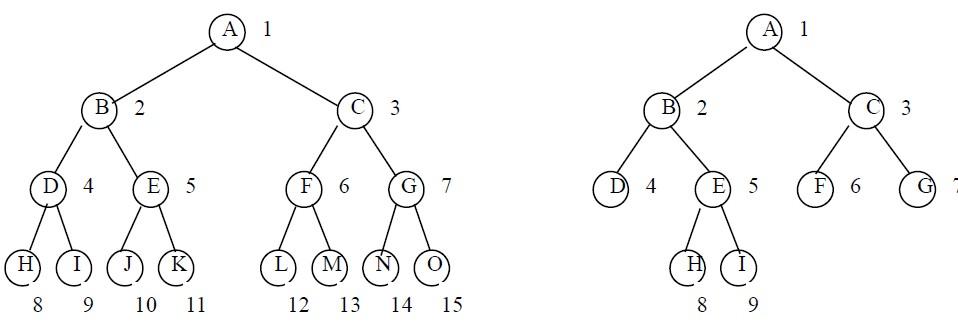 A 1 A 1
B 2 C 3 B 2 C 3
D 4 E 5 F 6 G 7 D 4 E 5 F 6 G 7
H I J K L M N O H I
8 9 10 11 12 13 14 15 8 9